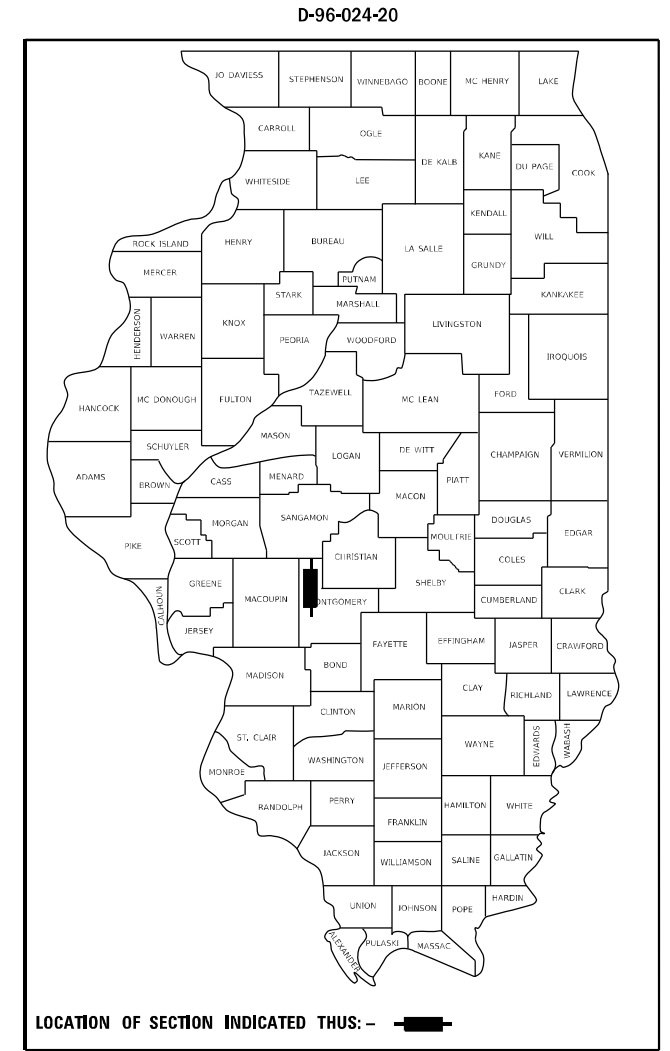 D-96-024-20
JO DAVIESS
STEPHENSON
WINNEBAGO
BOONE
MC HENRY
LAKE
CARROLL
OGLE
DE KALB
KANE
DU PAGE
COOK
WHITESIDE
LEE
KENDALL
WILL
ROCK ISLAND
HENRY
BUREAU
LA SALLE
GRUNDY
MERCER
PUTNAM
STARK
MARSHALL
KANKAKEE
HENDERSON
WARREN
KNOX
PEORIA
WOODFORD
LIVINGSTON
IROQUOIS
HANCOCK
MC DONOUGH
FULTON
TAZEWELL
MC LEAN
FORD
MASON
SCHUYLER
LOGAN
DE WITT
CHAMPAIGN
VERMILION
ADAMS
BROWN
CASS
MENARD
PIATT
MACON
MORGAN
SANGAMON
DOUGLAS
EDGAR
PIKE
SCOTT
CHRISTIAN
MOULTRIE
COLES
GREENE
MACOUPIN
SHELBY
CALHOUN
ONTGOMERY
CUMBERLAND
CLARK
JERSEY
FAYETTE
EFFINGHAM
JASPER
CRAWFORD
MADISON
BOND
CLAY
RICHLAND
LAWRENCE
CLINTON
MARION
ST. CLAIR
WAYNE
EDWARDS
WABASH
WASHINGTON
JEFFERSON
MONROE
RANDOLPH
PERRY
HAMILTON
WHITE
FRANKLIN
JACKSON
WILLIAMSON
SALINE
GALLATIN
UNION
JOHNSON
POPE
HARDIN
ALEXANDER
PULASKI
MASSAC
LOCATION OF SECTION INDICATED THUS: –